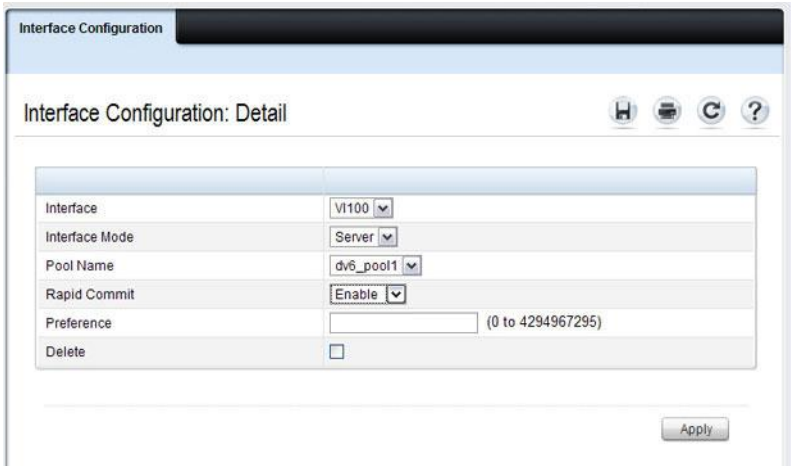 Interface Configuration
Interface Configuration: Detail
Interface VI100
Interface Mode Server
Pool Name dv6_pool1
Rapid Commit Enable
Preference (0 to 4294967295)
Delete
Apply